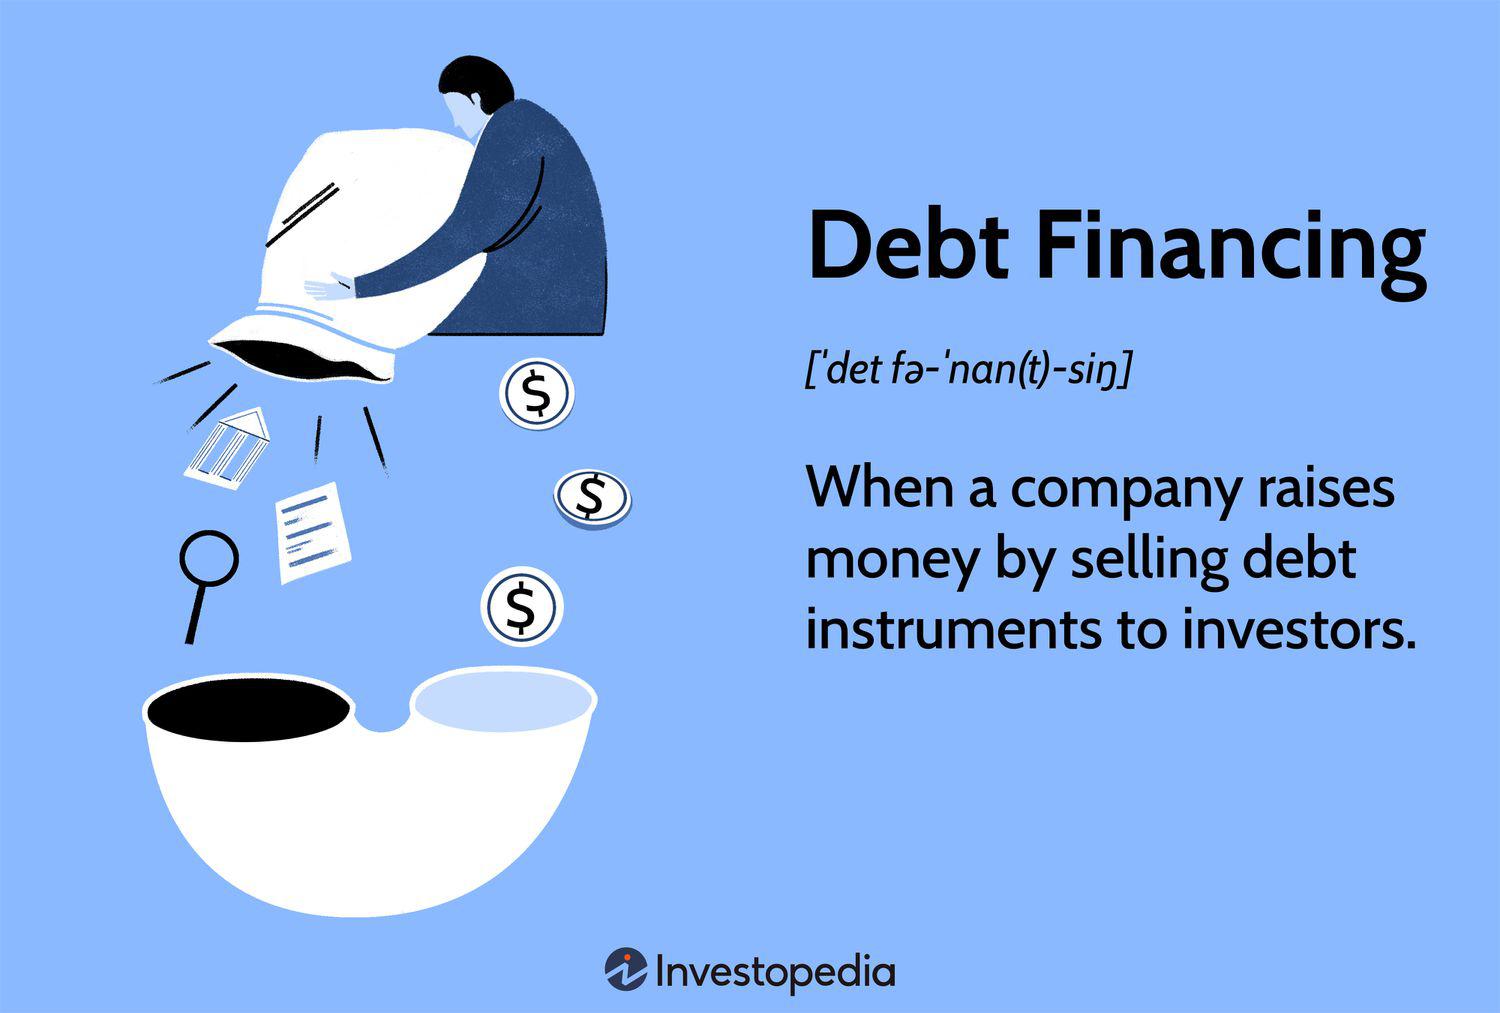 Debt Financing
[ˈdet fə-ˈnan(t)-siŋ]
When a company raises
money by selling debt
instruments to investors.
$
$
$
Investopedia